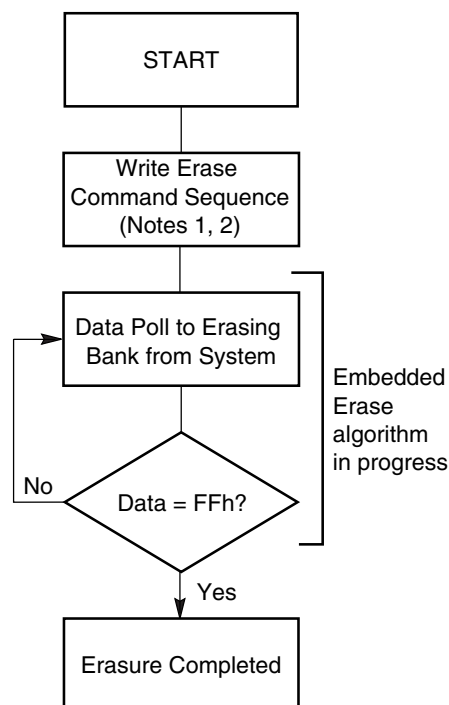 START
Write Erase
Command Sequence
(Notes 1, 2)
Data Poll to Erasing
Bank from System
Embedded
Erase
algorithm
in progress
No
Data = FFh?
Yes
Erasure Completed